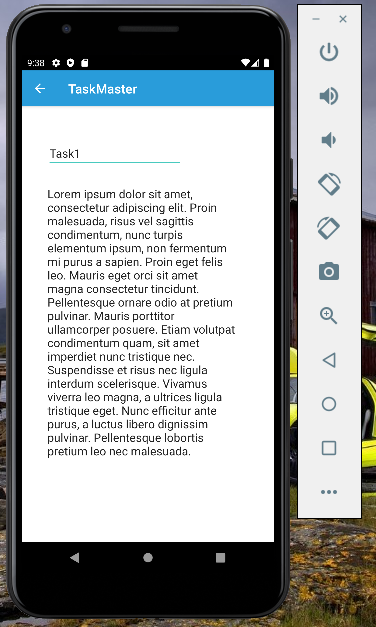 9:38
TaskMaster
Task1
Lorem ipsum dolor sit amet,
consectetur adipiscing elit. Proin
malesuada, risus vel sagittis
condimentum, nunc turpis
elementum ipsum, non fermentum
mi purus a sapien. Proin eget felis
leo. Mauris eget orci sit amet
magna consectetur tincidunt.
Pellentesque ornare odio at pretium
pulvinar. Mauris porttitor
ullamcorper posuere. Etiam volutpat
condimentum quam, sit amet
imperdiet nunc tristique nec.
Suspendisse et risus nec ligula
interdum scelerisque. Vivamus
viverra leo magna, a ultrices ligula
tristique eget. Nunc efficitur ante
purus, a luctus libero dignissim
pulvinar. Pellentesque lobortis
pretium leo nec malesuada.